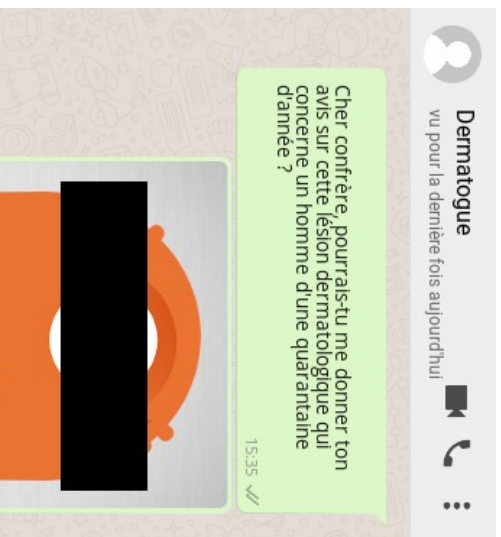 Dermatogue
vu pour la dernière fois aujourd'hui
Cher confrère, pourrais-tu me donner ton
avis sur cette lésion dermatologique qui
concerne un homme d'une quarantaine
d'année ?
15:35